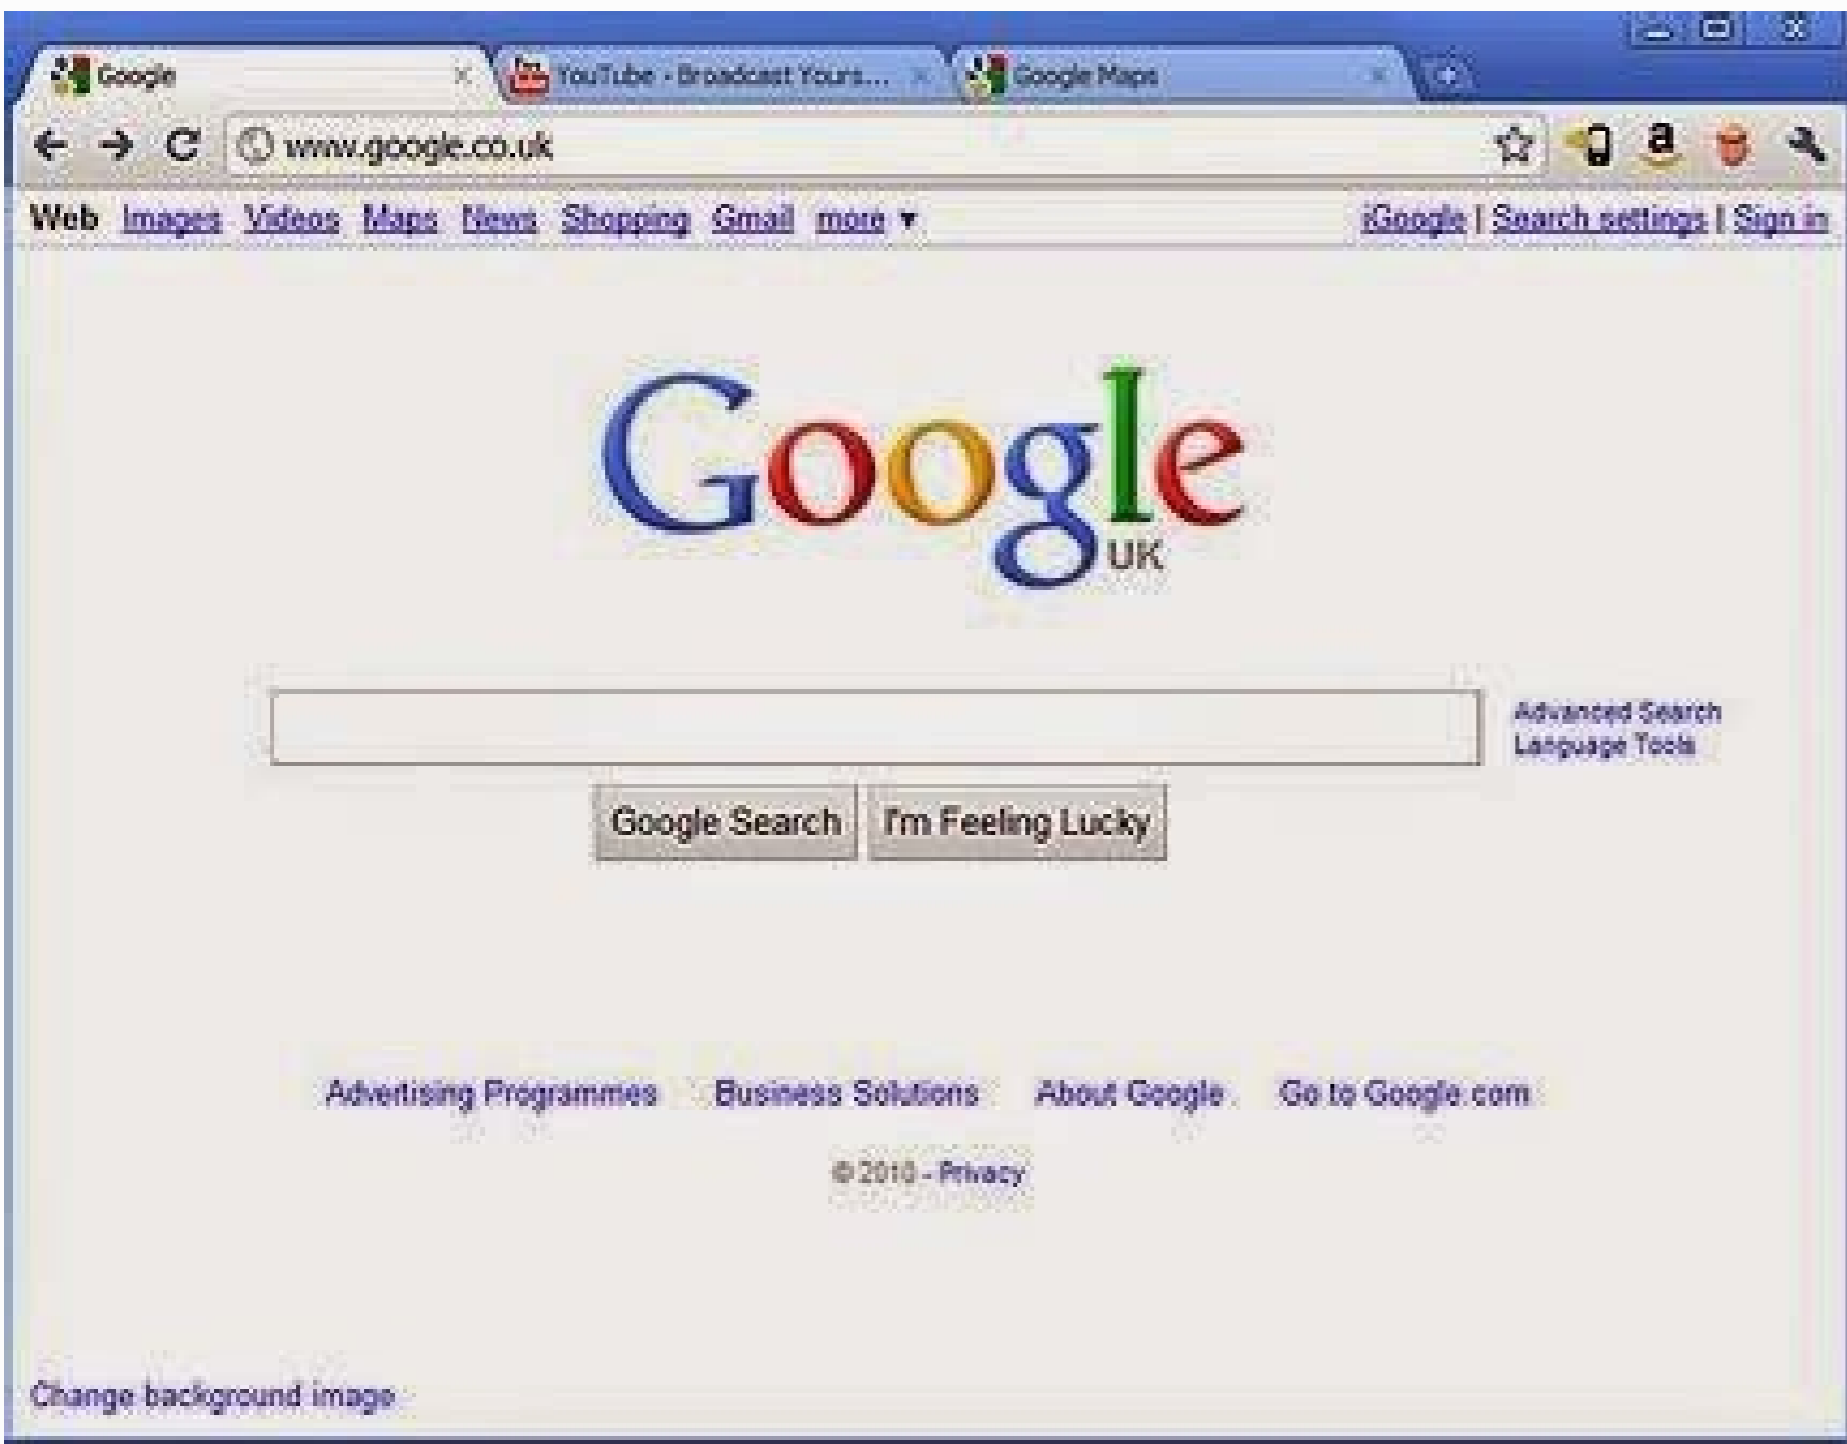 Google YouTube - Broadcast Yours... Google Maps
www.google.co.uk
Web Images Videos Maps News Shopping Gmail more ▼ iGoogle | Search settings | Sign in
Google
UK
Advanced Search
Language Tools
Google Search I'm Feeling Lucky
Advertising Programmes Business Solutions About Google Go to Google.com
© 2010 - Privacy
Change background image